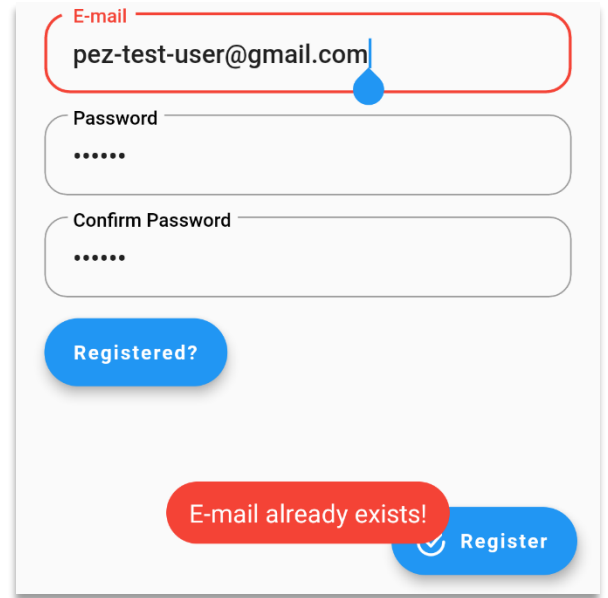 E-mail
pez-test-user@gmail.com
Password
••••••
Confirm Password
••••••
Registered?
E-mail already exists!
Register